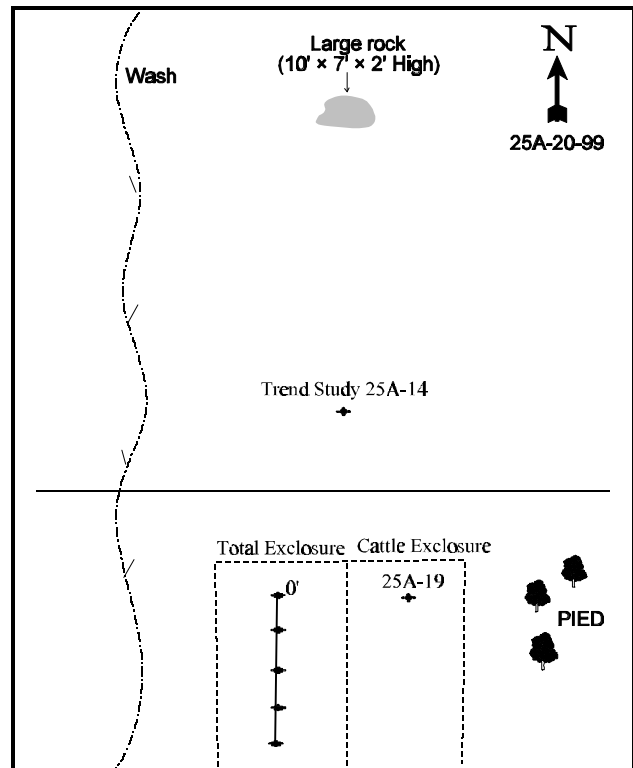 Large rock
(10' × 7' × 2' High)
N
Wash
25A-20-99
Trend Study 25A-14
Total Exclosure
Cattle Exclosure
0'
25A-19
PIED